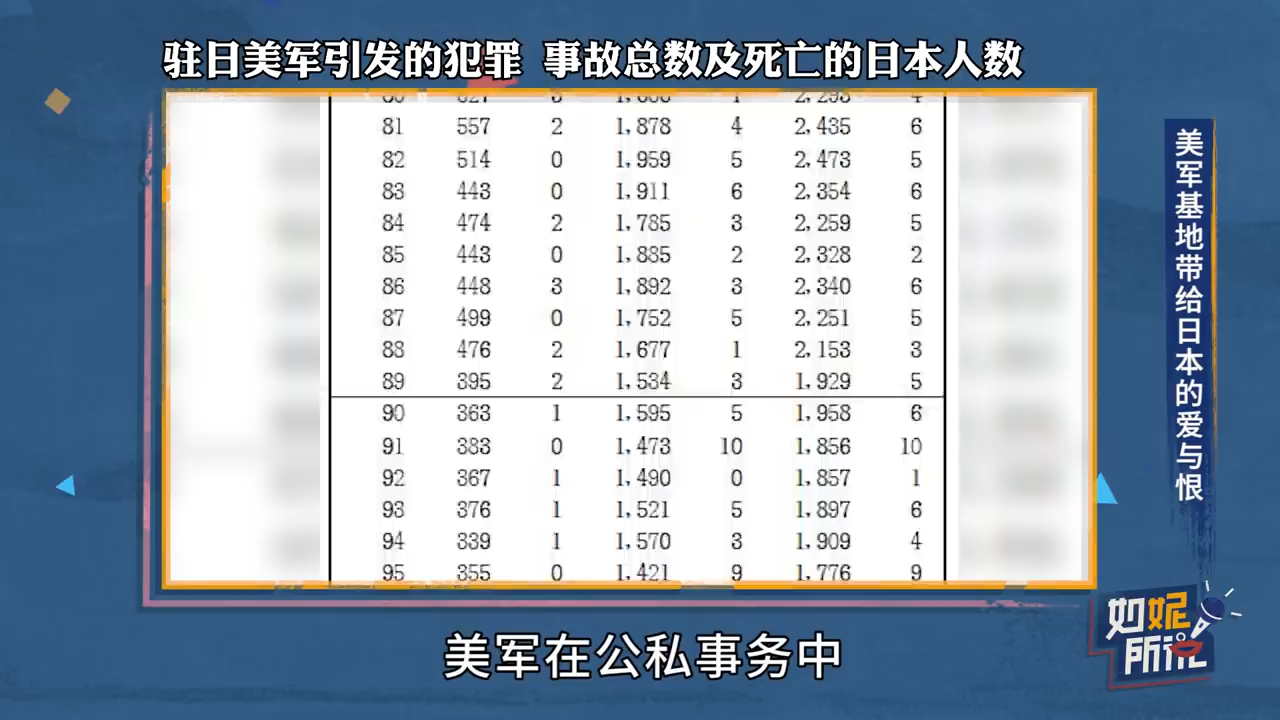 驻日美军引发的犯罪 事故总数及死亡的日本人数
81 557 2 1,878 4 2,435 6
82 514 0 1,959 5 2,473 5
83 443 0 1,911 6 2,354 6
84 474 2 1,785 3 2,259 5
85 443 0 1,885 2 2,328 2
86 448 3 1,892 3 2,340 6
87 499 0 1,752 5 2,251 5
88 476 2 1,677 1 2,153 3
89 395 2 1,534 3 1,929 5
90 363 1 1,595 5 1,958 6
91 383 0 1,473 10 1,856 10
92 367 1 1,490 0 1,857 1
93 376 1 1,521 5 1,897 6
94 339 1 1,570 3 1,909 4
95 355 0 1,421 9 1,776 9
美军基地带给日本的爱与恨
如妮
美军在公私事务中